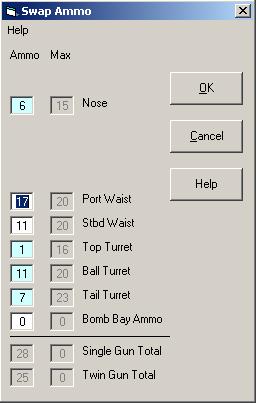 Swap Ammo
Help
Ammo Max
OK
6 15 Nose
Cancel
Help
17 20 Port Waist
11 20 Stbd Waist
1 16 Top Turret
11 20 Ball Turret
7 23 Tail Turret
0 0 Bomb Bay Ammo
28 0 Single Gun Total
25 0 Twin Gun Total